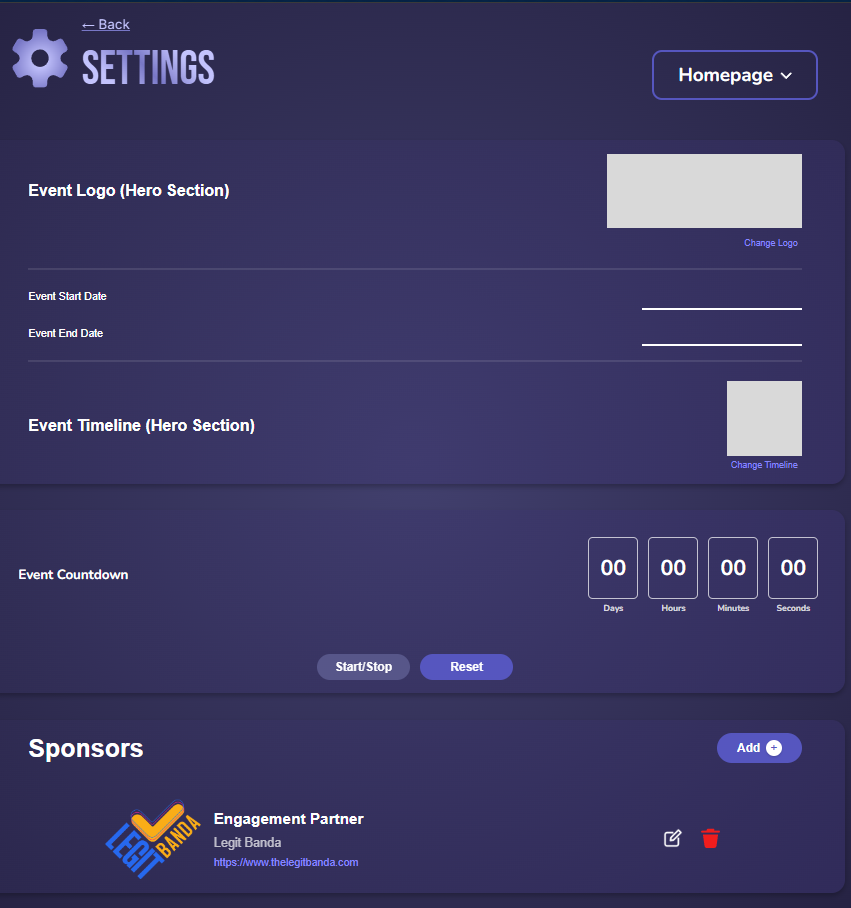 ← Back
SETTINGS
Homepage
Event Logo (Hero Section)
Change Logo
Event Start Date
Event End Date
Event Timeline (Hero Section)
Change Timeline
Event Countdown
00 00 00 00
Days Hours Minutes Seconds
Start/Stop Reset
Sponsors
Add +
LEGIT BANDA
Engagement Partner
Legit Banda
https://www.thelegitbanda.com